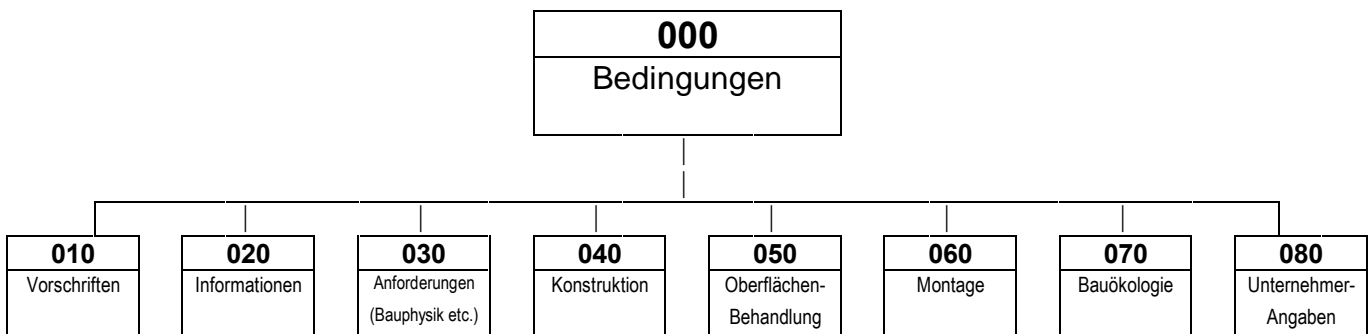 000
Bedingungen
010
Vorschriften
020
Informationen
030
Anforderungen
(Bauphysik etc.)
040
Konstruktion
050
Oberflächen-
Behandlung
060
Montage
070
Bauökologie
080
Unternehmer-
Angaben